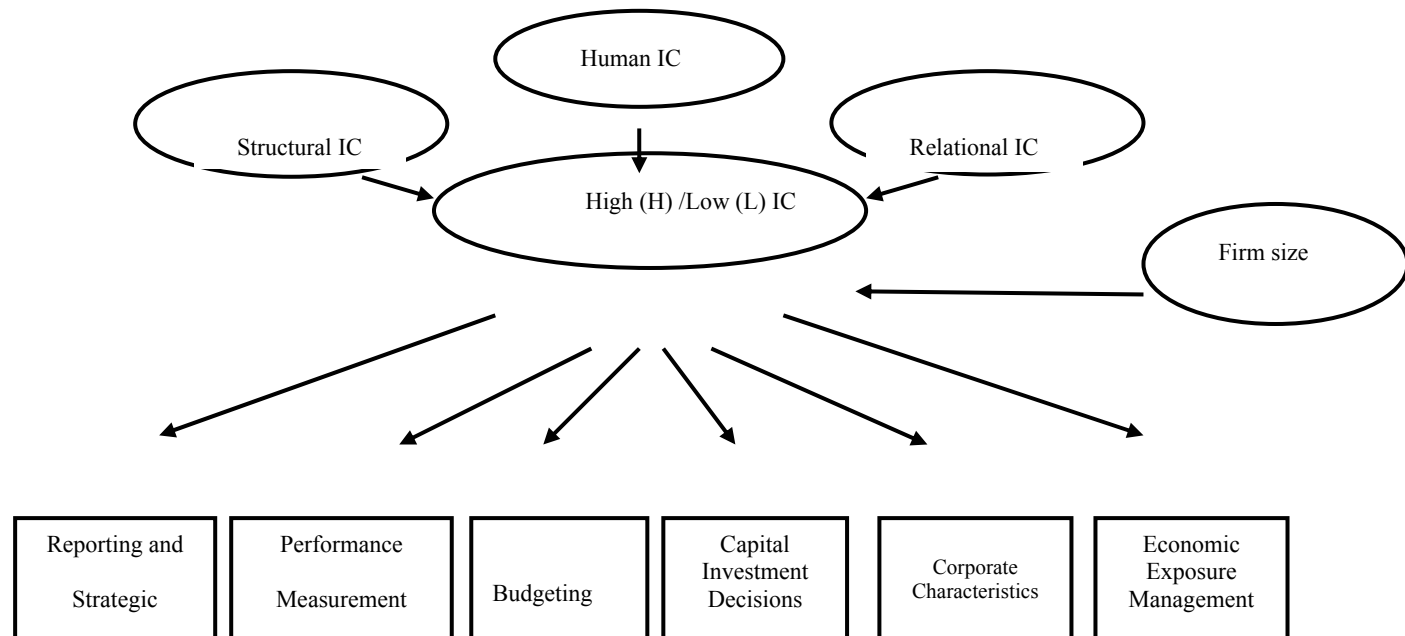 Human IC
Structural IC
Relational IC
High (H) /Low (L) IC
Firm size
Reporting and
Strategic
Performance
Measurement
Budgeting
Capital
Investment
Decisions
Corporate
Characteristics
Economic
Exposure
Management